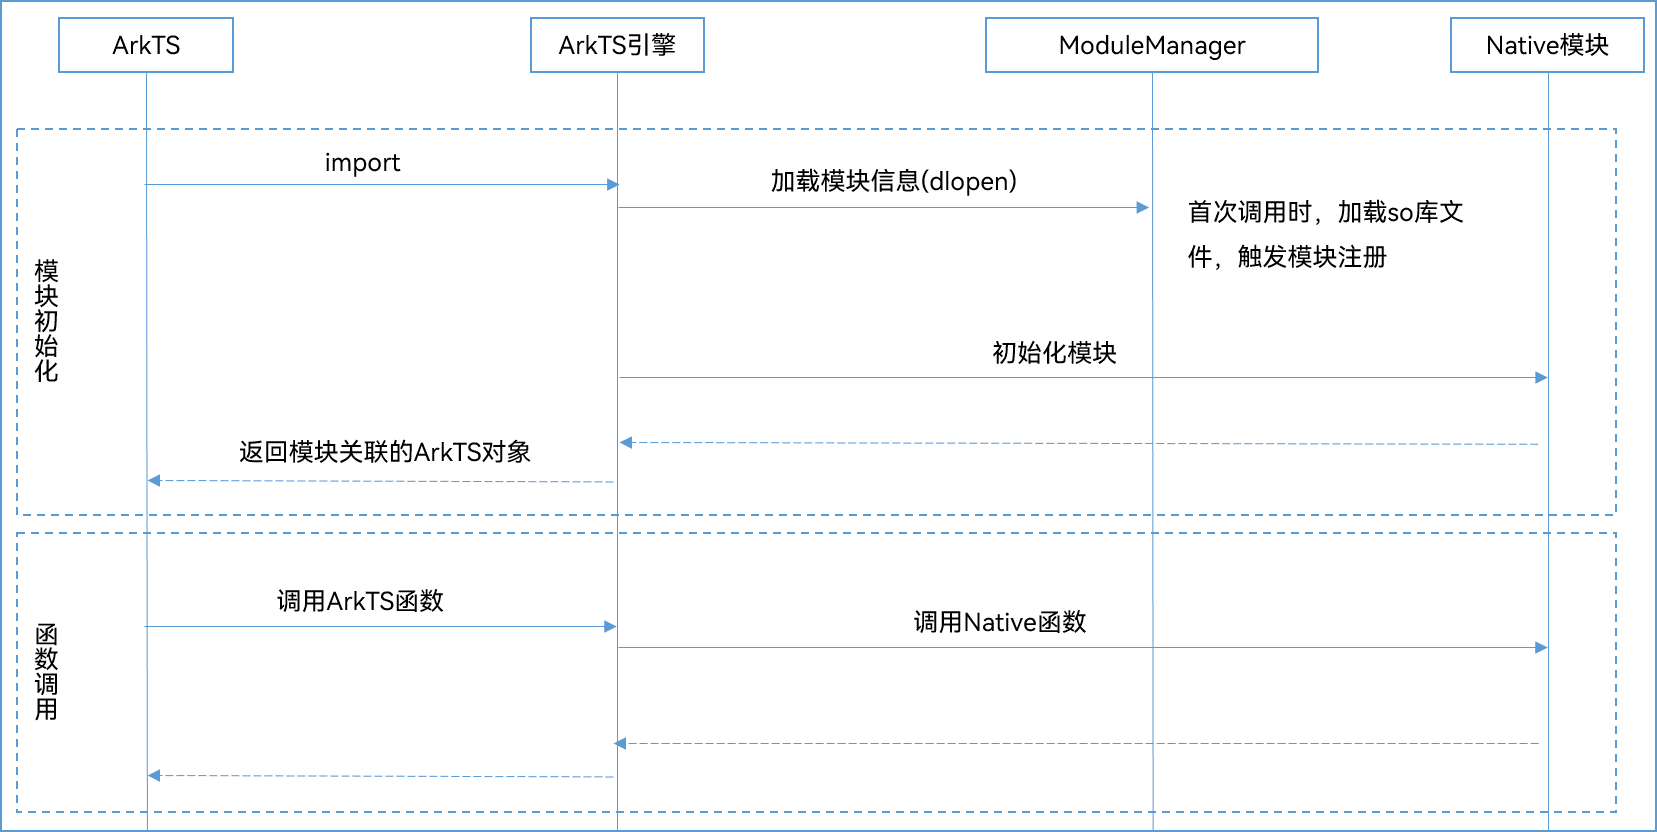 ArkTS
ArkTS引擎
ModuleManager
Native模块
模块初始化
import
加载模块信息(dlopen)
首次调用时，加载so库文
件，触发模块注册
初始化模块
返回模块关联的ArkTS对象
函数调用
调用ArkTS函数
调用Native函数